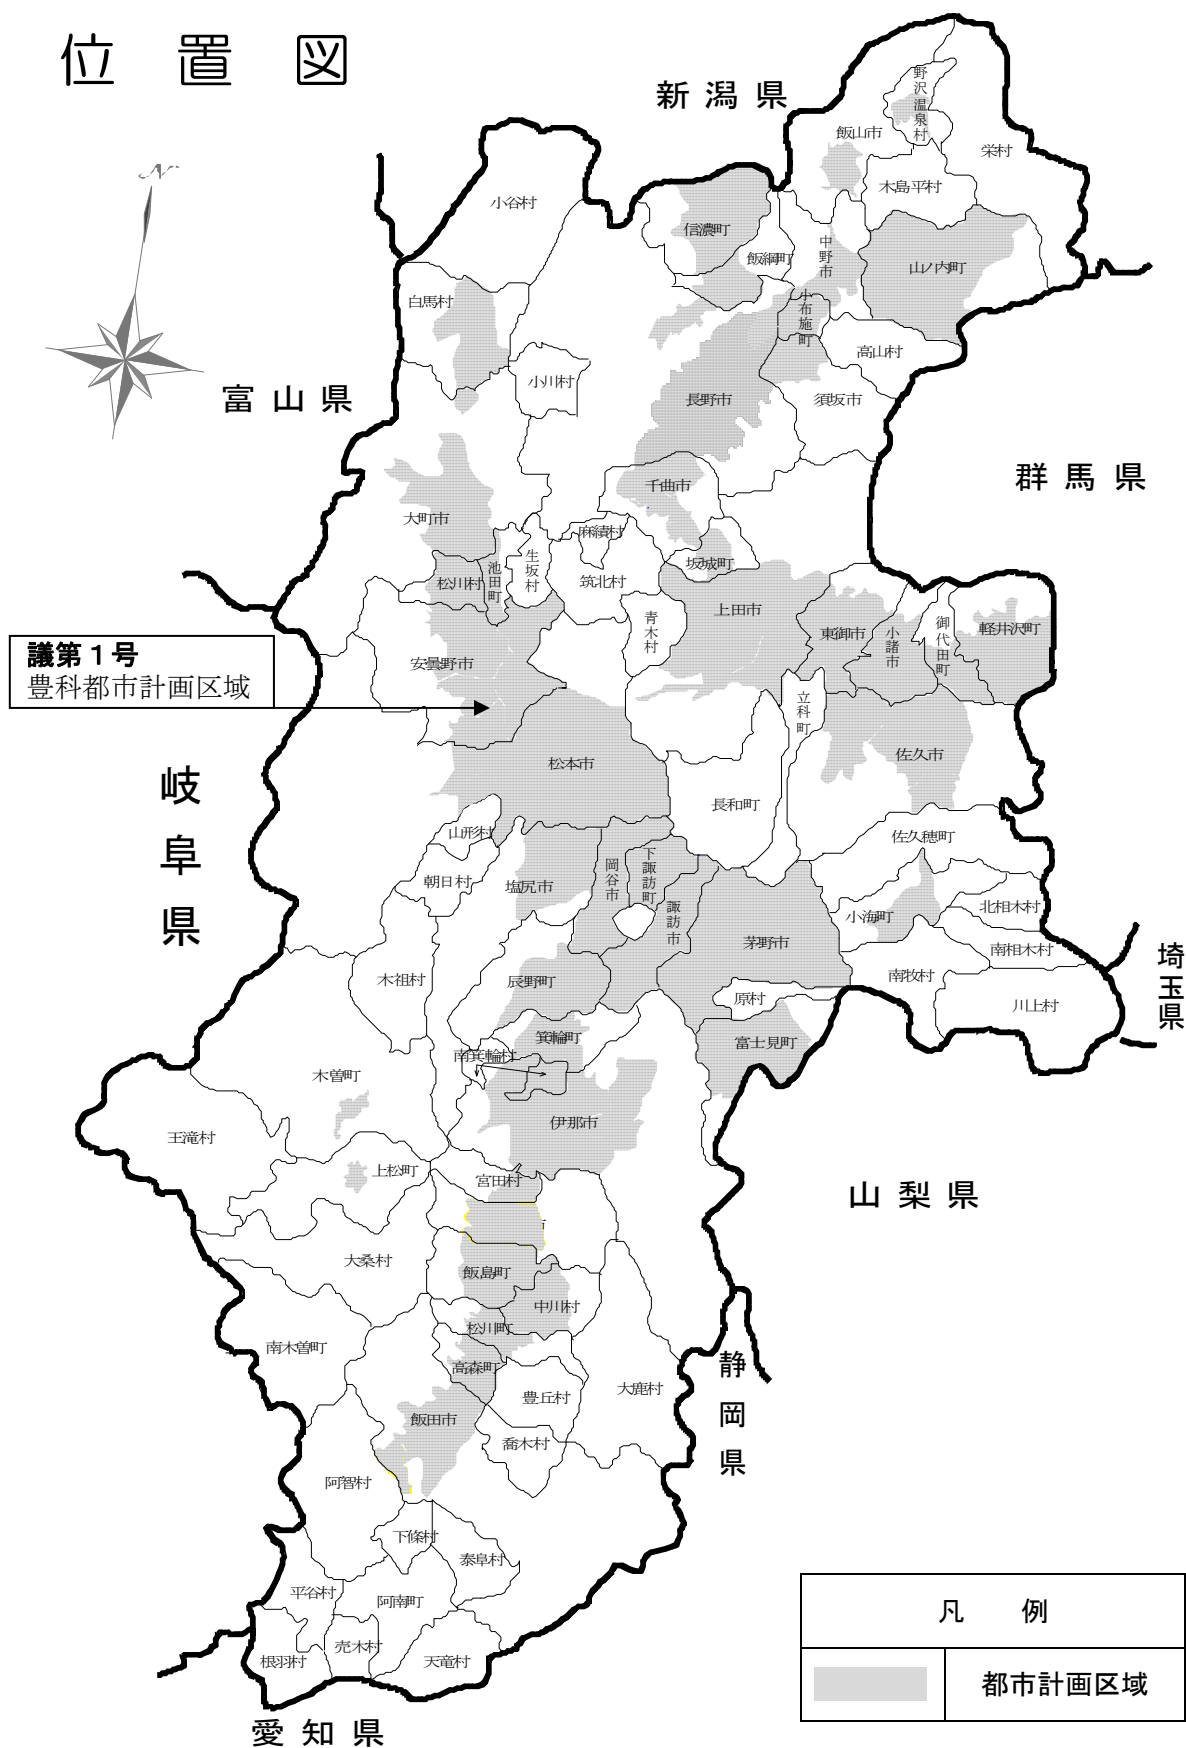 位置図
N
新潟県
野沢温泉村
飯山市
栄村
木島平村
小谷村
信濃町
飯綱町
中野市
山ノ内町
白馬村
小布施町
高山村
小川村
長野市
須坂市
富山県
群馬県
千曲市
大町市
麻績村
生坂村
池田町
坂城町
松川村
筑北村
上田市
青木村
東御市
小諸市
御代田町
軽井沢町
議第1号
豊科都市計画区域
安曇野市
立科町
佐久市
松本市
岐阜県
長和町
山形村
佐久穂町
朝日村
塩尻市
岡谷市
下諏訪町
諏訪市
小海町
北相木村
茅野市
南相木村
埼玉県
木祖村
辰野町
原村
南牧村
川上村
箕輪町
富士見町
南箕輪村
木曽町
伊那市
王滝村
上松町
宮田村
山梨県
大桑村
飯島町
中川村
松川町
南木曽町
高森町
静岡県
豊丘村
大鹿村
飯田市
喬木村
阿智村
下條村
泰阜村
平谷村
阿南町
売木村
根羽村
天竜村
愛知県
凡例
都市計画区域